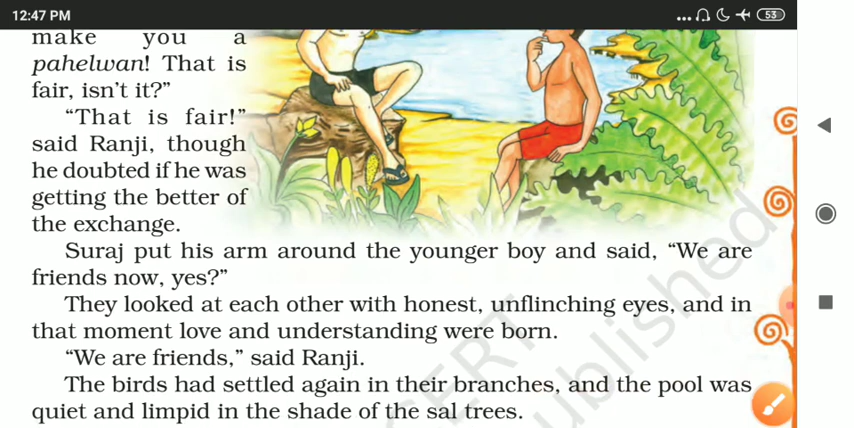 12:47 PM
53
make you a
pahelwan! That is
fair, isn't it?”
“That is fair!”
said Ranji, though
he doubted if he was
getting the better of
the exchange.
Suraj put his arm around the younger boy and said, “We are
friends now, yes?”
They looked at each other with honest, unflinching eyes, and in
that moment love and understanding were born.
“We are friends,” said Ranji.
The birds had settled again in their branches, and the pool was
quiet and limpid in the shade of the sal trees.